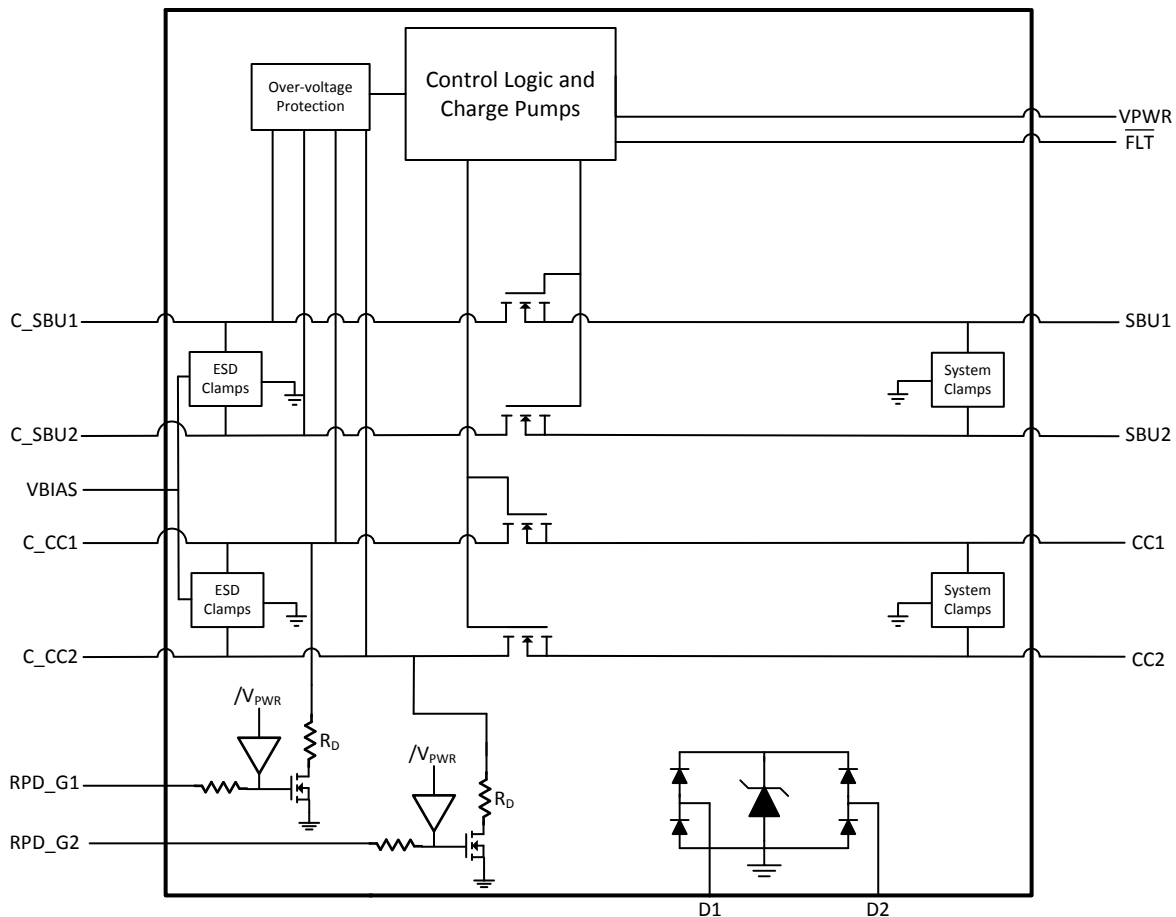 Control Logic and
Charge Pumps
Over-voltage
Protection
VPWR
FLT
C_SBU1
SBU1
ESD
Clamps
System
Clamps
C_SBU2
SBU2
VBIAS
C_CC1
CC1
ESD
Clamps
System
Clamps
C_CC2
CC2
/VPWR
RD
/VPWR
RPD_G1
RD
RPD_G2
D1
D2